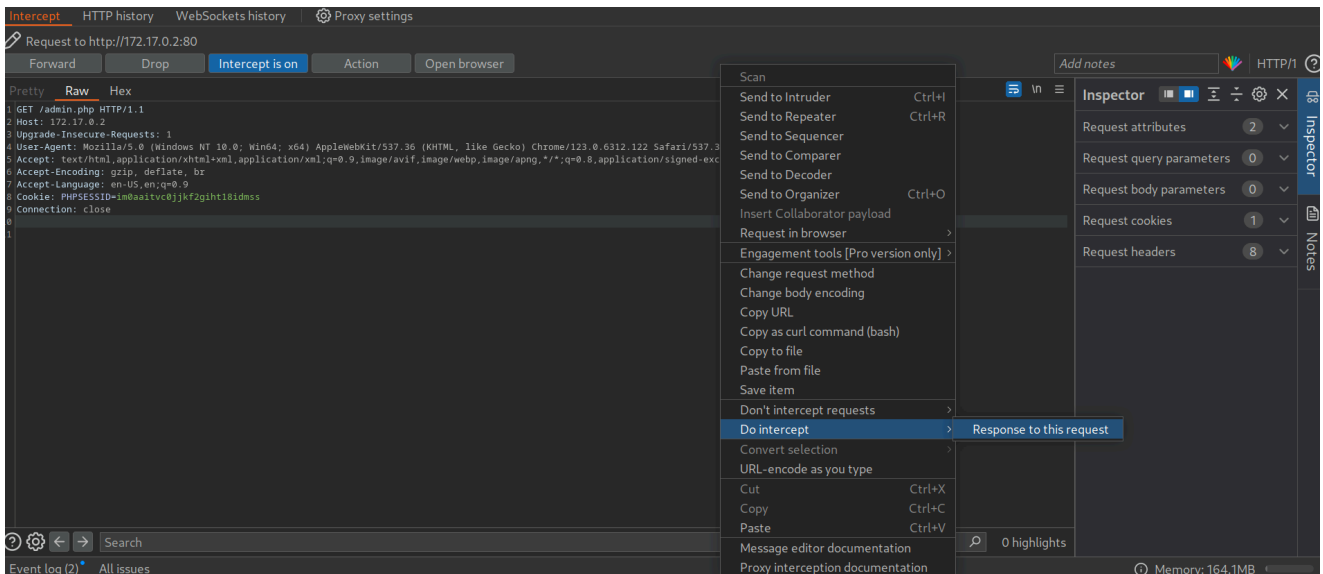 Intercept HTTP history WebSockets history Proxy settings
Request to http://172.17.0.2:80
Forward Drop Intercept is on Action Open browser Add notes HTTP/1
Pretty Raw Hex \n
1 GET /admin.php HTTP/1.1
2 Host: 172.17.0.2
3 Upgrade-Insecure-Requests: 1
4 User-Agent: Mozilla/5.0 (Windows NT 10.0; Win64; x64) AppleWebKit/537.36 (KHTML, like Gecko) Chrome/123.0.6312.122 Safari/537.3
5 Accept: text/html,application/xhtml+xml,application/xml;q=0.9,image/avif,image/webp,image/apng,*/*;q=0.8,application/signed-exc
6 Accept-Encoding: gzip, deflate, br
7 Accept-Language: en-US,en;q=0.9
8 Cookie: PHPSESSID=im0aaitvc0jjkf2giht18idmss
9 Connection: close
0
1
Scan
Send to Intruder Ctrl+I
Send to Repeater Ctrl+R
Send to Sequencer
Send to Comparer
Send to Decoder
Send to Organizer Ctrl+O
Insert Collaborator payload
Request in browser
Engagement tools [Pro version only]
Change request method
Change body encoding
Copy URL
Copy as curl command (bash)
Copy to file
Paste from file
Save item
Don't intercept requests
Do intercept
Response to this request
Convert selection
URL-encode as you type
Cut Ctrl+X
Copy Ctrl+C
Paste Ctrl+V
Message editor documentation
Proxy interception documentation
Inspector
Request attributes 2
Request query parameters 0
Request body parameters 0
Request cookies 1
Request headers 8
Inspector
Notes
Search
0 highlights
Event log (2) All issues
Memory: 164.1MB